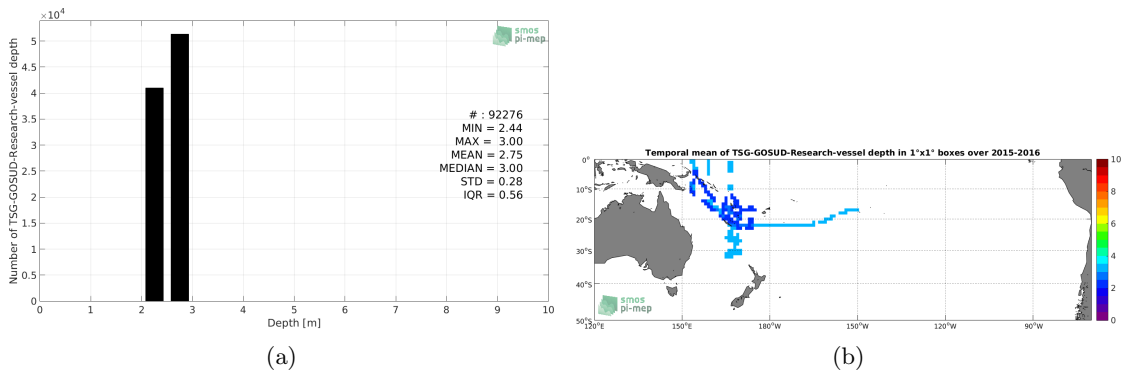 ×10⁴
5
4.5
4
3.5
3
2.5
2
1.5
1
0.5
0
Number of TSG-GOSUD-Research-vessel depth
smos
pi-mep
# : 92276
MIN = 2.44
MAX = 3.00
MEAN = 2.75
MEDIAN = 3.00
STD = 0.28
IQR = 0.56
0 1 2 3 4 5 6 7 8 9 10
Depth [m]
(a)
Temporal mean of TSG-GOSUD-Research-vessel depth in 1°x1° boxes over 2015-2016
0°
10°S
20°S
30°S
40°S
50°S
120°E 150°E 180°W 150°W 120°W 90°W
smos
pi-mep
10
8
6
4
2
0
(b)